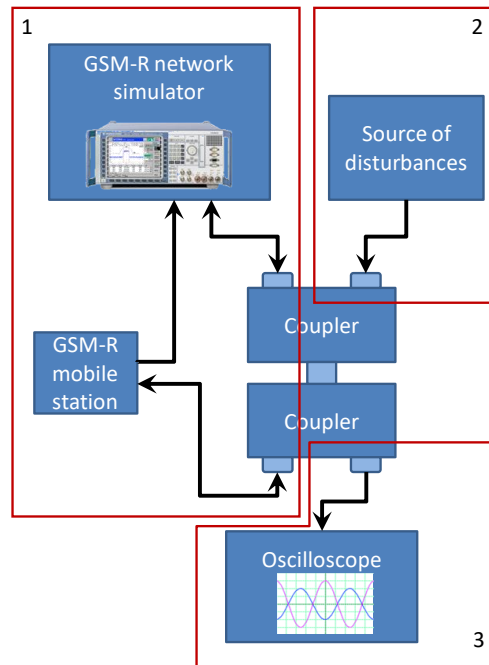 1
2
GSM-R network
simulator
Source of
disturbances
Coupler
GSM-R
mobile
station
Coupler
Oscilloscope
3